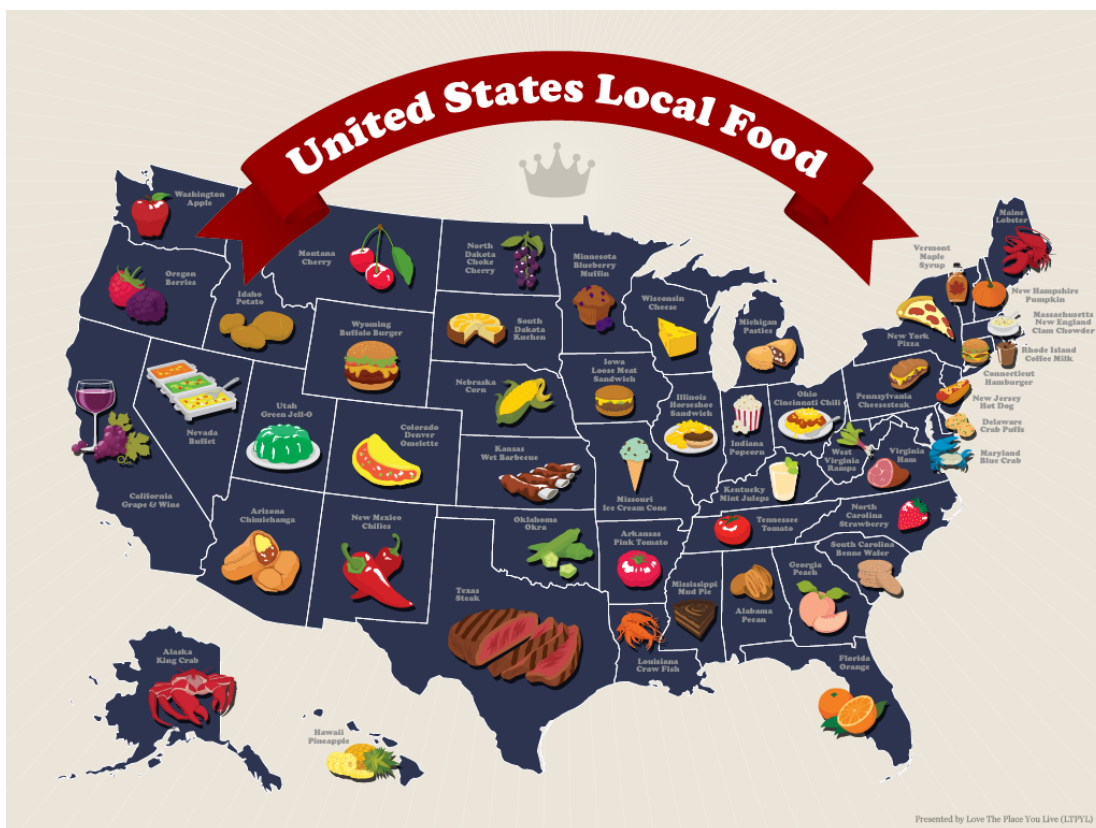 United States Local Food
Washington
Apple
Oregon
Berries
Idaho
Potato
Montana
Cherry
North
Dakota
Choke
Cherry
Minnesota
Blueberry
Muffin
Wisconsin
Cheese
Michigan
Pasties
Vermont
Maple
Syrup
Maine
Lobster
New Hampshire
Pumpkin
Massachusetts
New England
Clam Chowder
New York
Pizza
Rhode Island
Coffee Milk
Connecticut
Hamburger
New Jersey
Hot Dog
Delaware
Crab Puffs
Maryland
Blue Crab
Wyoming
Buffalo Burger
South
Dakota
Kuchen
Nebraska
Corn
Iowa
Loose Meat
Sandwich
Illinois
Horseshoe
Sandwich
Indiana
Popcorn
Ohio
Cincinnati Chili
Pennsylvania
Cheesesteak
West
Virginia
Ramps
Virginia
Ham
Nevada
Buffet
Utah
Green Jell-O
Colorado
Denver
Omelette
Kansas
Wet Barbecue
Missouri
Ice Cream Cone
Kentucky
Mint Juleps
California
Grape & Wine
Arizona
Chimichanga
New Mexico
Chilies
Oklahoma
Okra
Arkansas
Pink Tomato
Tennessee
Tomato
North
Carolina
Strawberry
South Carolina
Benne Wafer
Texas
Steak
Louisiana
Craw Fish
Mississippi
Mud Pie
Alabama
Pecan
Georgia
Peach
Florida
Orange
Alaska
King Crab
Hawaii
Pineapple
Presented by Love The Place You Live (LTPYL)